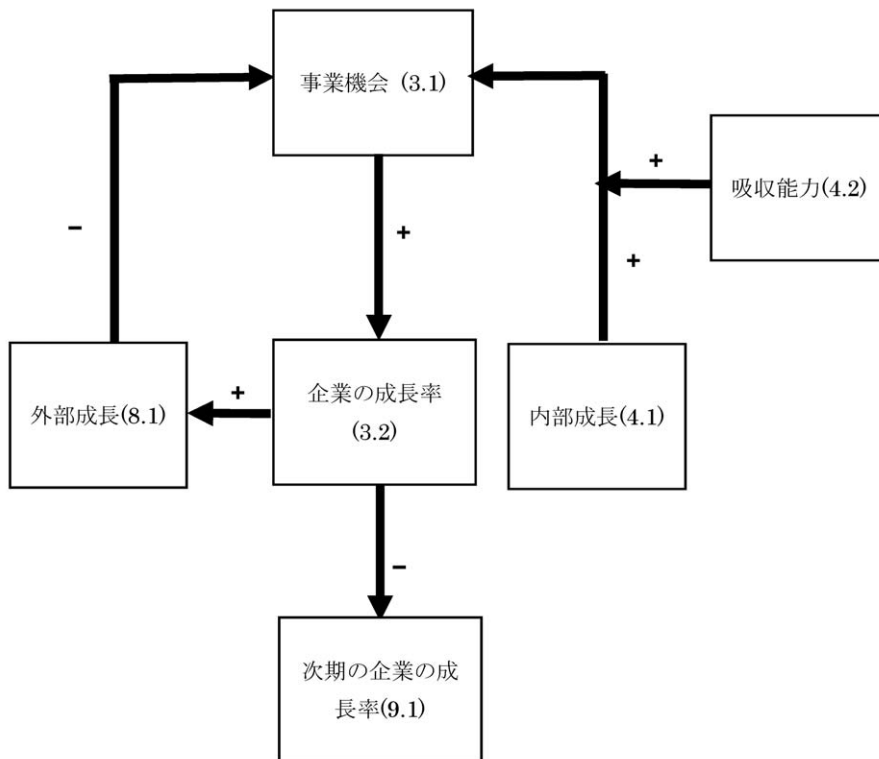 事業機会 (3.1)
+
吸収能力(4.2)
−
+
+
外部成長(8.1)
+
企業の成長率
(3.2)
内部成長(4.1)
−
次期の企業の成
長率(9.1)